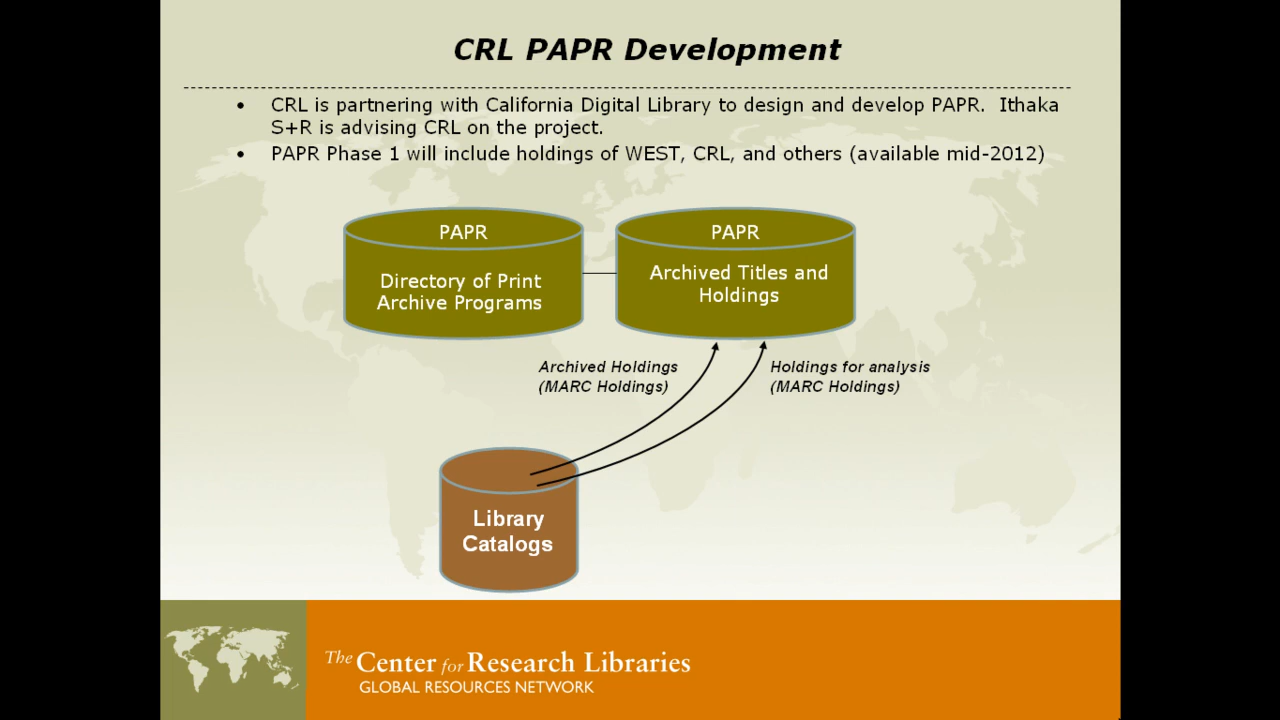 CRL PAPR Development
• CRL is partnering with California Digital Library to design and develop PAPR. Ithaka
S+R is advising CRL on the project.
• PAPR Phase 1 will include holdings of WEST, CRL, and others (available mid-2012)
PAPR
Directory of Print
Archive Programs
PAPR
Archived Titles and
Holdings
Archived Holdings
(MARC Holdings)
Holdings for analysis
(MARC Holdings)
Library
Catalogs
The Center for Research Libraries
GLOBAL RESOURCES NETWORK